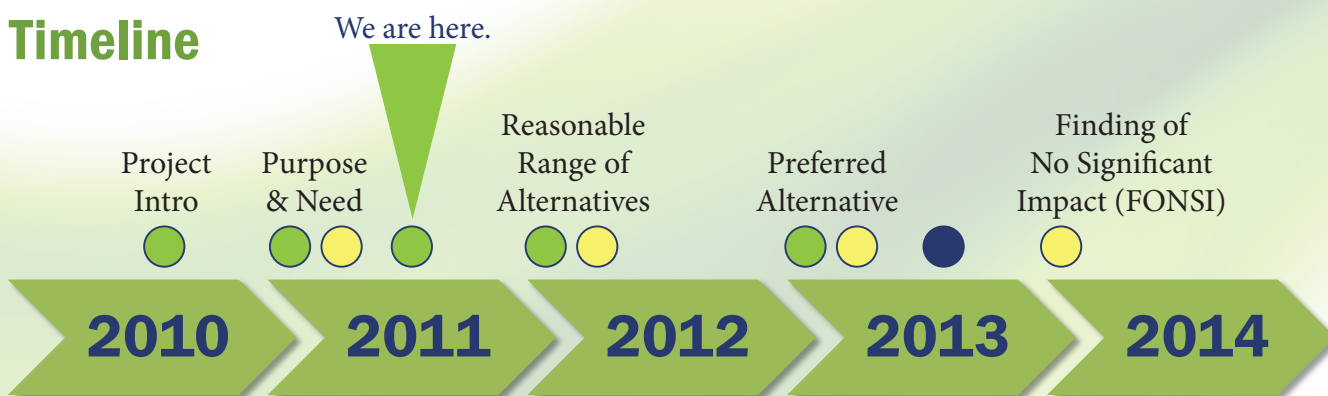 Timeline
We are here.
Project
Intro
Purpose
& Need
Reasonable
Range of
Alternatives
Preferred
Alternative
Finding of
No Significant
Impact (FONSI)
2010
2011
2012
2013
2014